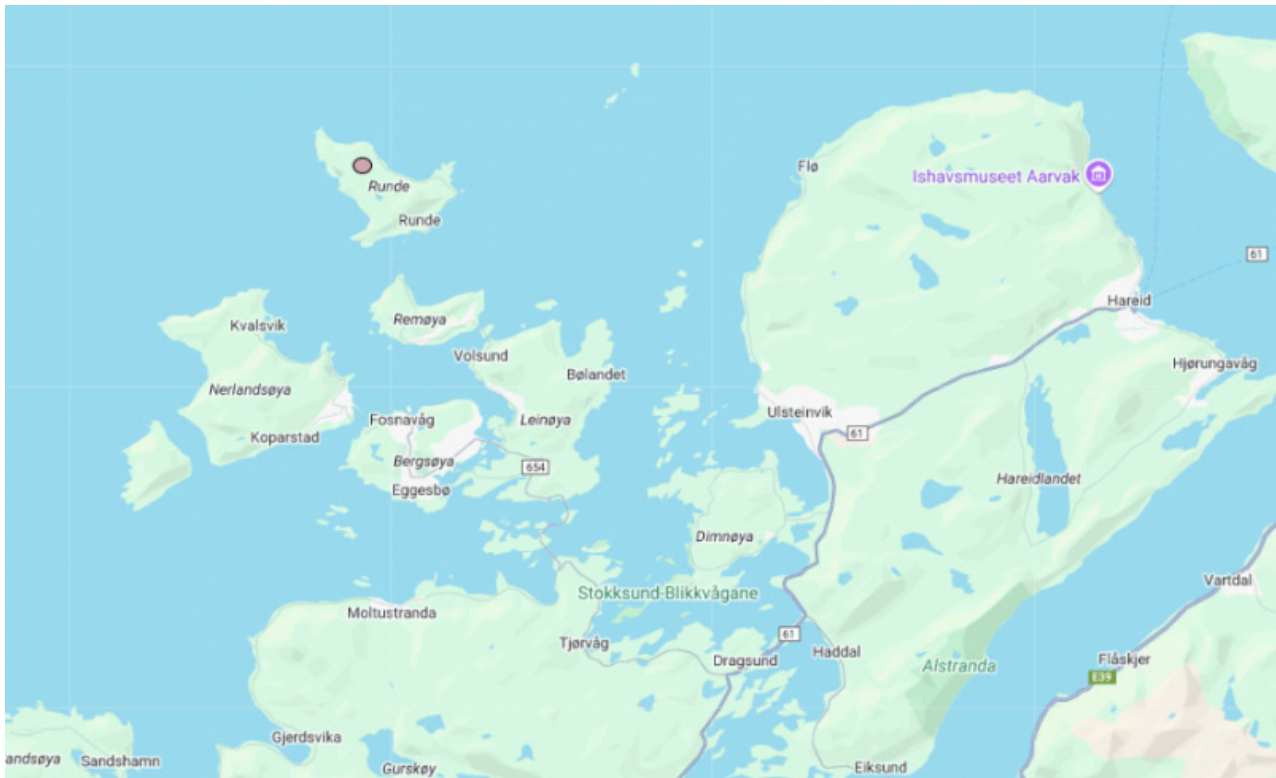 Flø
Ishavsmuseet Aarvak
Runde
Runde
61
Hareid
Remøya
Kvalsvik
Volsund
Hjørungavåg
Bølandet
Nerlandsøya
Ulsteinvik
Fosnavåg
Leinøya
61
Koparstad
Bergsøya
654
Hareidlandet
Eggesbø
Dimnøya
Vartdal
Stokksund-Blikkvågane
Moltustranda
61
Tjørvåg
Haddal
Dragsund
Flåskjer
Alstranda
E39
Gjerdsvika
andsøya
Sandshamn
Gurskøy
Eiksund